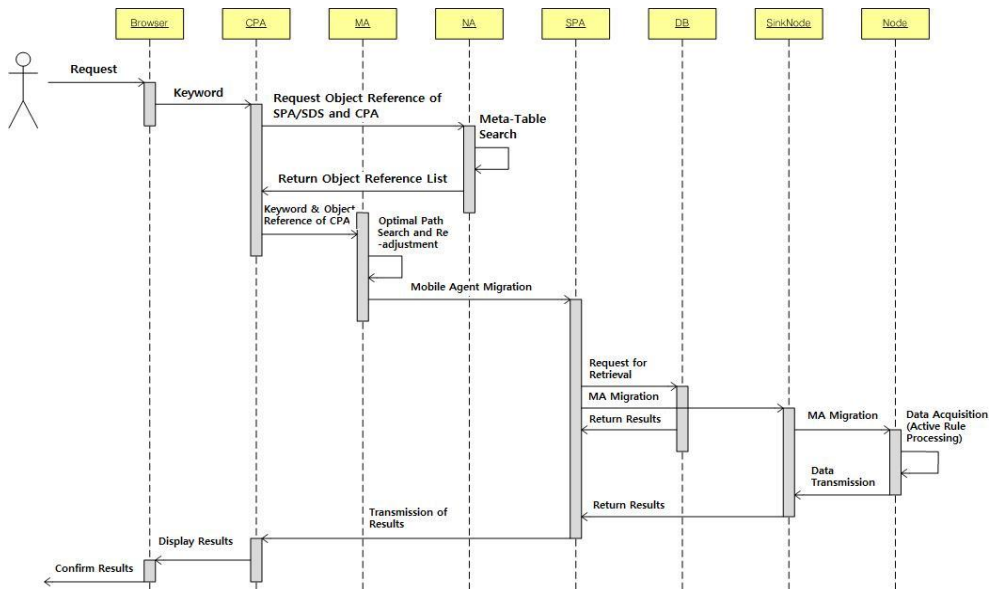 Browser
CPA
MA
NA
SPA
DB
SinkNode
Node
Request
Keyword
Request Object Reference of
SPA/SDS and CPA
Meta-Table
Search
Return Object Reference List
Keyword & Object
Reference of CPA
Optimal Path
Search and Re
-adjustment
Mobile Agent Migration
Request for
Retrieval
MA Migration
Return Results
MA Migration
Data Acquisition
(Active Rule
Processing)
Data
Transmission
Return Results
Transmission of
Results
Display Results
Confirm Results